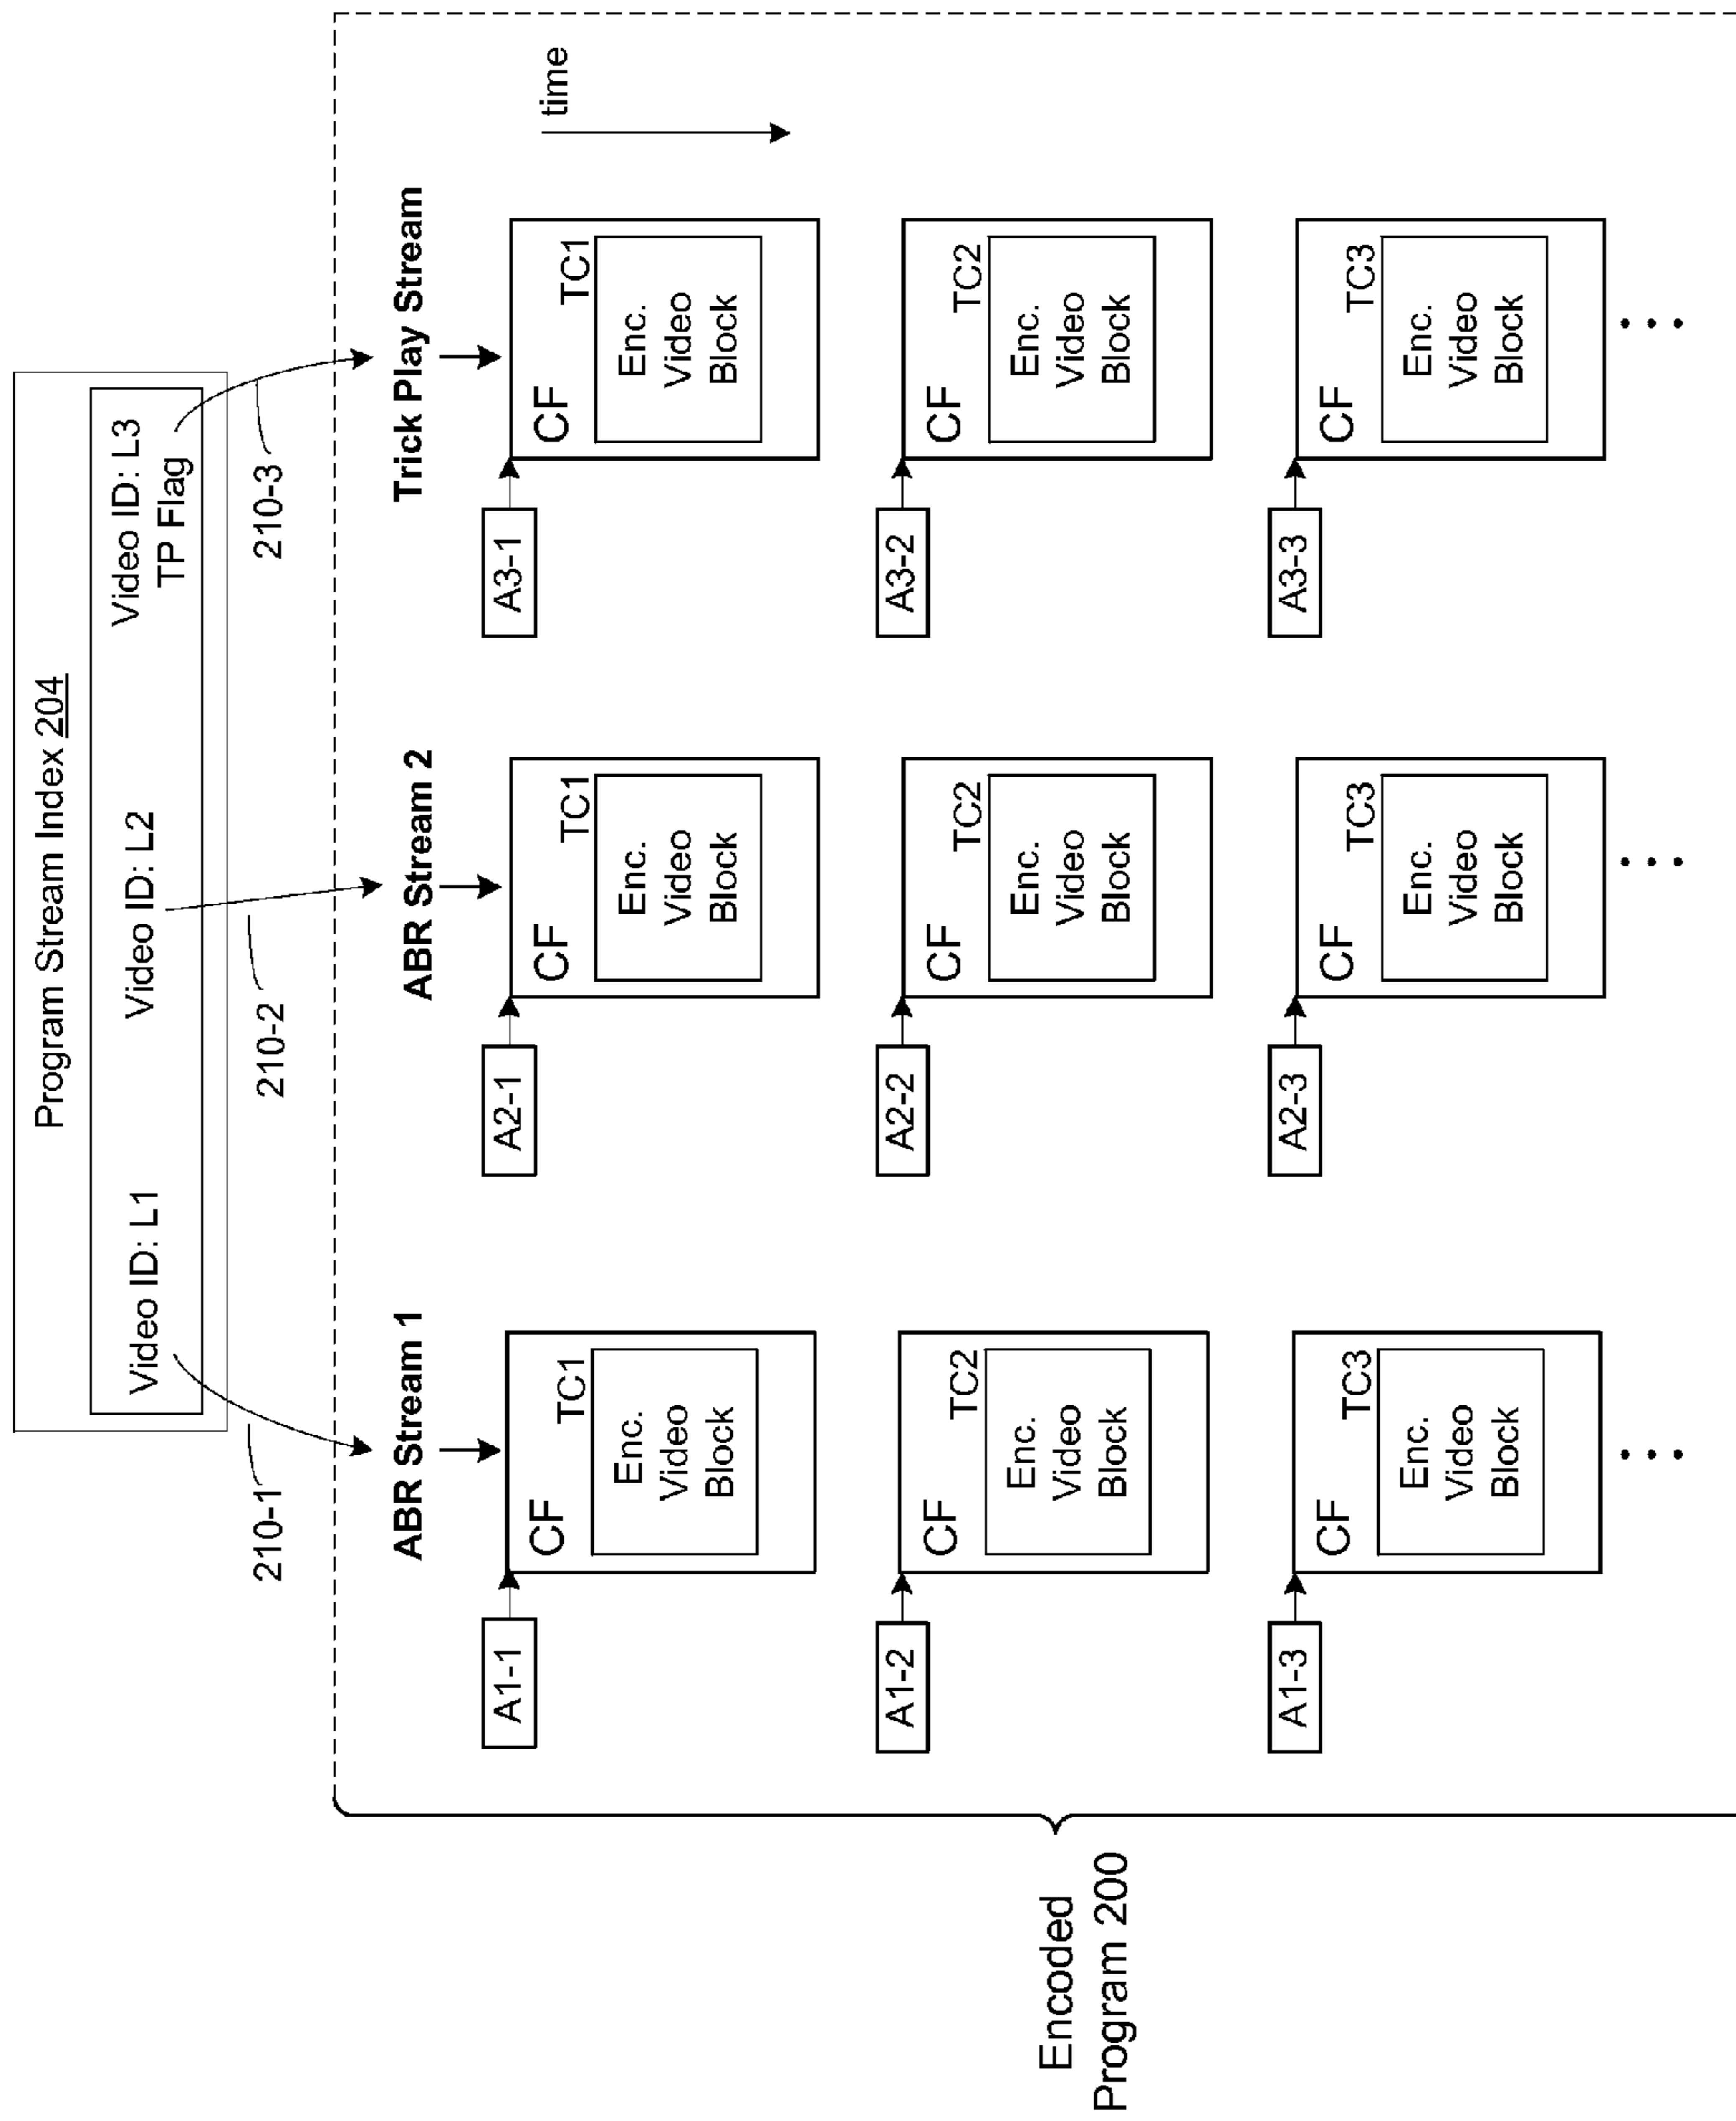 Program Stream Index 204
Video ID: L1
Video ID: L2
Video ID: L3
TP Flag
210-1
210-2
210-3
ABR Stream 1
ABR Stream 2
Trick Play Stream
time
A1-1
CF
TC1
Enc.
Video
Block
A2-1
CF
TC1
Enc.
Video
Block
A3-1
CF
TC1
Enc.
Video
Block
A1-2
CF
TC2
Enc.
Video
Block
A2-2
CF
TC2
Enc.
Video
Block
A3-2
CF
TC2
Enc.
Video
Block
A1-3
CF
TC3
Enc.
Video
Block
A2-3
CF
TC3
Enc.
Video
Block
A3-3
CF
TC3
Enc.
Video
Block
Encoded
Program 200